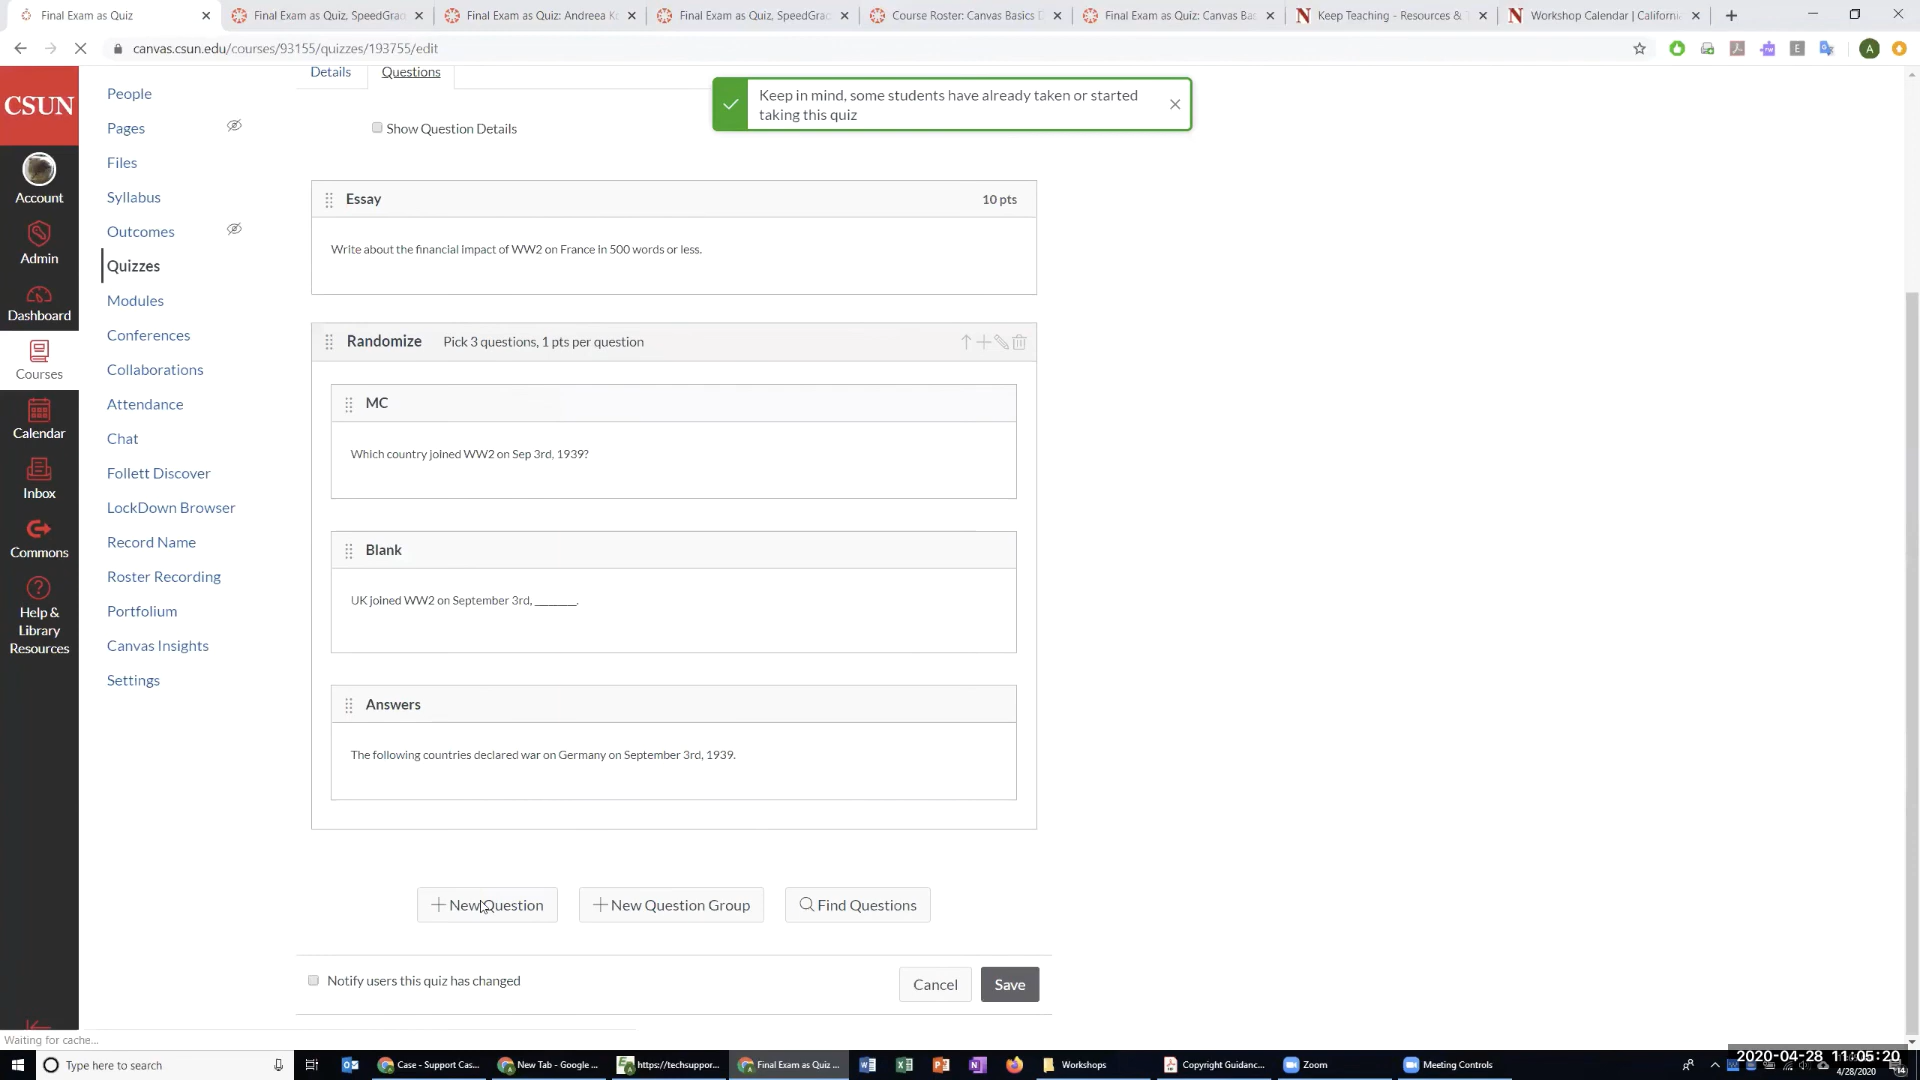 Final Exam as Quiz
Final Exam as Quiz, SpeedGrad
Final Exam as Quiz: Andreea K
Final Exam as Quiz, SpeedGrad
Course Roster: Canvas Basics D
Final Exam as Quiz: Canvas Bas
Keep Teaching - Resources &
Workshop Calendar | California
canvas.csun.edu/courses/93155/quizzes/193755/edit
A
CSUN
Account
Admin
Dashboard
Courses
Calendar
Inbox
Commons
Help &
Library
Resources
People
Pages
Files
Syllabus
Outcomes
Quizzes
Modules
Conferences
Collaborations
Attendance
Chat
Follett Discover
LockDown Browser
Record Name
Roster Recording
Portfolium
Canvas Insights
Settings
Details
Questions
Keep in mind, some students have already taken or started
taking this quiz
Show Question Details
Essay
10 pts
Write about the financial impact of WW2 on France in 500 words or less.
Randomize Pick 3 questions, 1 pts per question
MC
Which country joined WW2 on Sep 3rd, 1939?
Blank
UK joined WW2 on September 3rd, ________.
Answers
The following countries declared war on Germany on September 3rd, 1939.
New Question
New Question Group
Find Questions
Notify users this quiz has changed
Cancel
Save
Waiting for cache...
Type here to search
Case - Support Cas...
New Tab - Google ...
https://techsuppor...
Final Exam as Quiz ...
Workshops
Copyright Guidanc...
Zoom
Meeting Controls
2020-04-28 11:05:20
4/28/2020